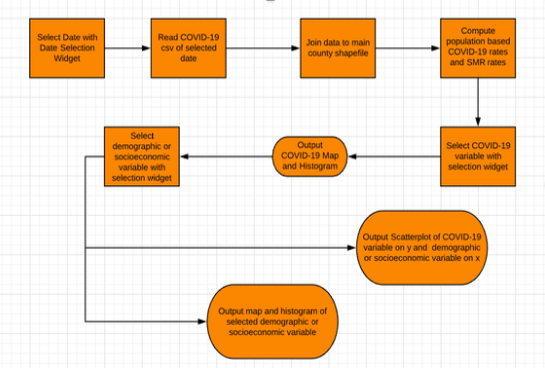 Select Date with
Date Selection
Widget
Read COVID-19
csv of selected
date
Join data to main
county shapefile
Compute
population based
COVID-19 rates
and SMR rates
Select
demographic or
socioeconomic
variable with
selection widget
Output
COVID-19 Map
and Histogram
Select COVID-19
variable with
selection widget
Output Scatterplot of COVID-19
variable on y and demographic
or socioeconomic variable on x
Output map and histogram of
selected demographic or
socioeconomic variable